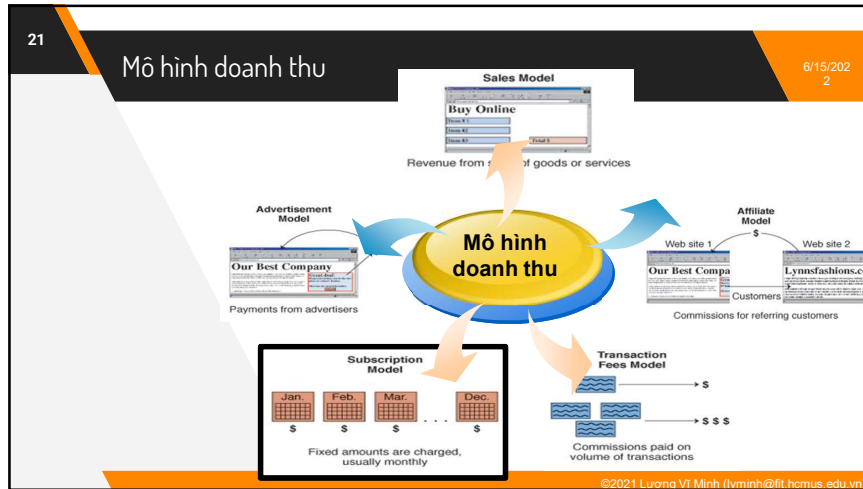 21
Mô hình doanh thu
6/15/202
2
Sales Model
Buy Online
Item # 1
Item #2
Item #3
Total $
Revenue from s of goods or services
Advertisement
Model
Our Best Company
Great deal!
Payments from advertisers
Mô hình
doanh thu
Affiliate
Model
$
Web site 1
Web site 2
Our Best Compa
Lynnsfashions.c
Customers
Commissions for referring customers
Subscription
Model
Jan.
Feb.
Mar.
Dec.
. . . .
$
$
$
$
Fixed amounts are charged,
usually monthly
Transaction
Fees Model
$
$ $ $
Commissions paid on
volume of transactions
©2021 Lương Vĩ Minh (lvminh@fit.hcmus.edu.vn